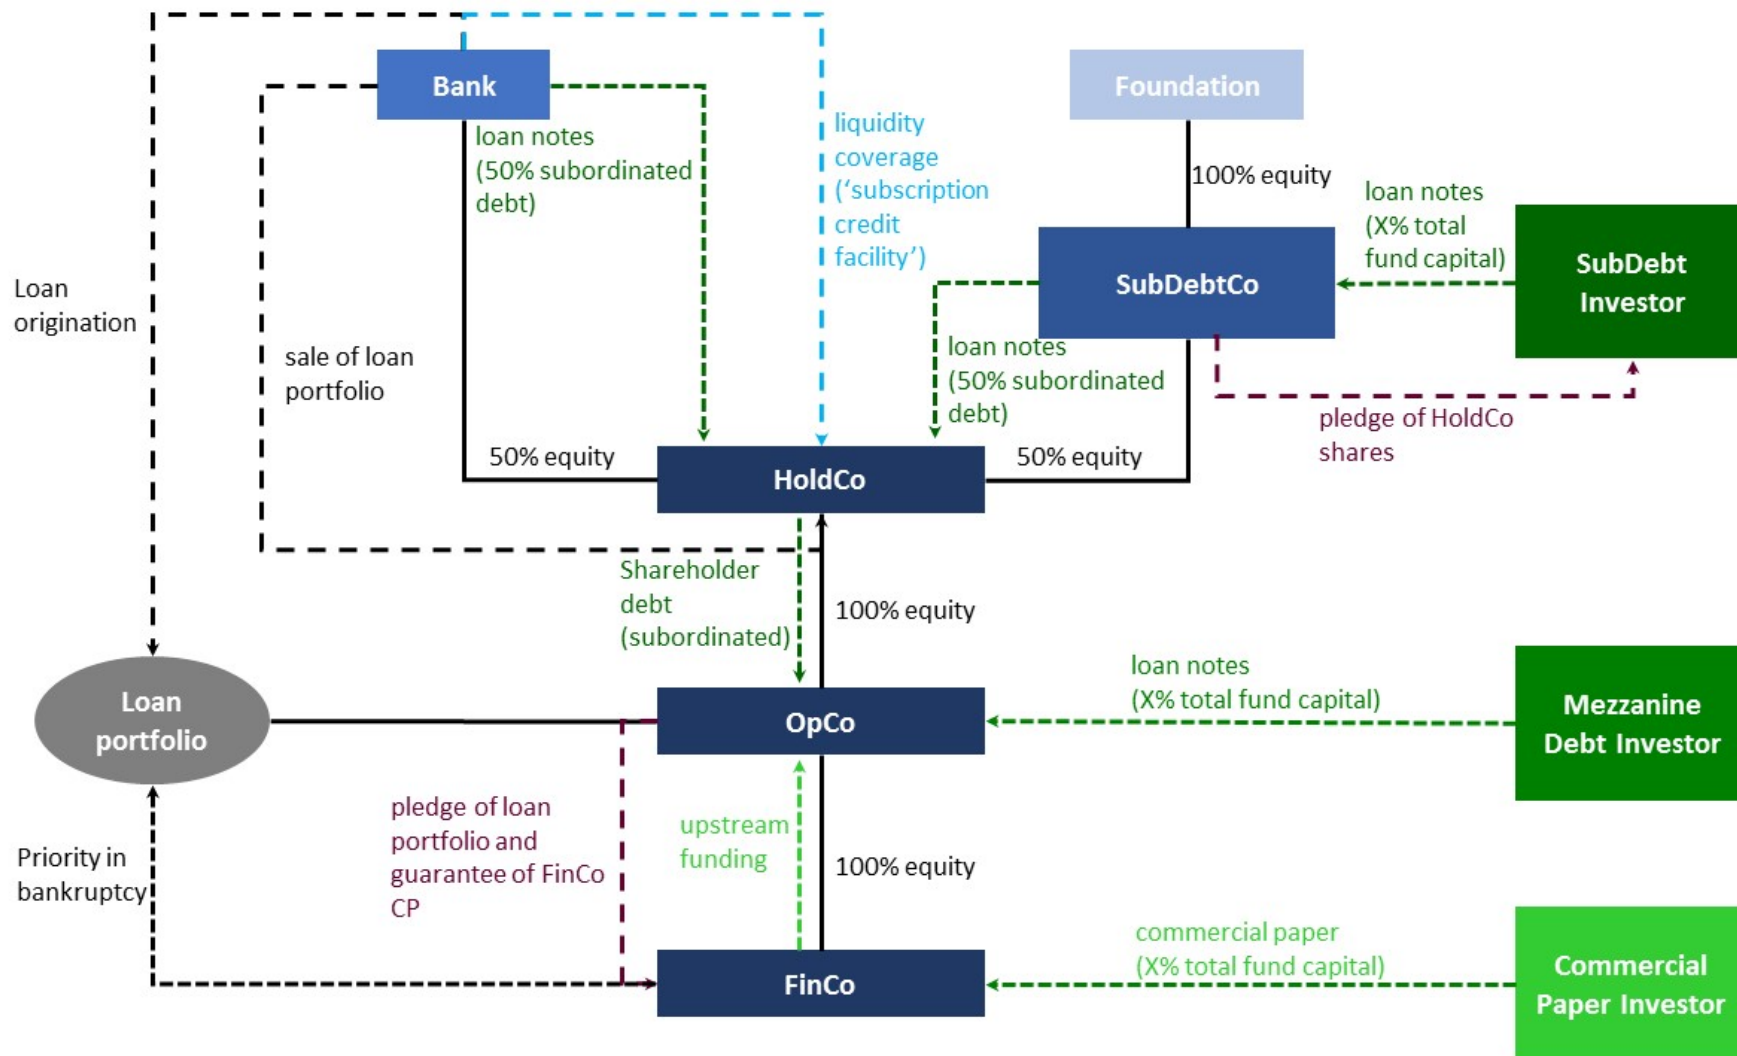 Bank
Foundation
loan notes
(50% subordinated
debt)
liquidity
coverage
(‘subscription
credit
facility’)
100% equity
loan notes
(X% total
fund capital)
SubDebt
Investor
SubDebtCo
Loan
origination
sale of loan
portfolio
loan notes
(50% subordinated
debt)
pledge of HoldCo
shares
50% equity
HoldCo
50% equity
Shareholder
debt
(subordinated)
100% equity
loan notes
(X% total fund capital)
Loan
portfolio
OpCo
Mezzanine
Debt Investor
pledge of loan
portfolio and
guarantee of FinCo
CP
upstream
funding
100% equity
Priority in
bankruptcy
commercial paper
(X% total fund capital)
FinCo
Commercial
Paper Investor